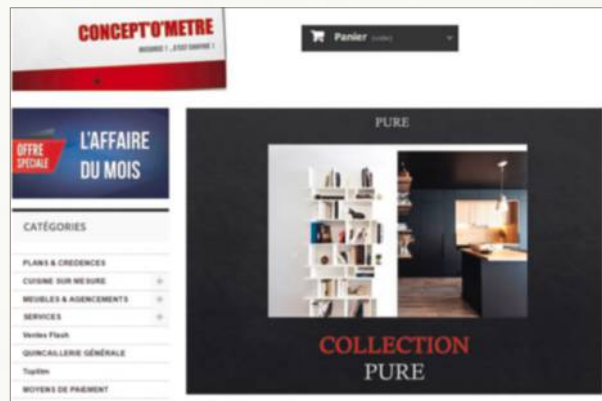 CONCEPT'O'METRE
Panier (vide)
OFFRE
SPÉCIALE
L'AFFAIRE
DU MOIS
CATÉGORIES
PLANS & CREDENCES
CUISINE SUR MESURE
MEUBLES & AGENCEMENTS
SERVICES
Ventes Flash
QUINCAILLERIE GÉNÉRALE
MOYENS DE PAIEMENT
PURE
COLLECTION
PURE